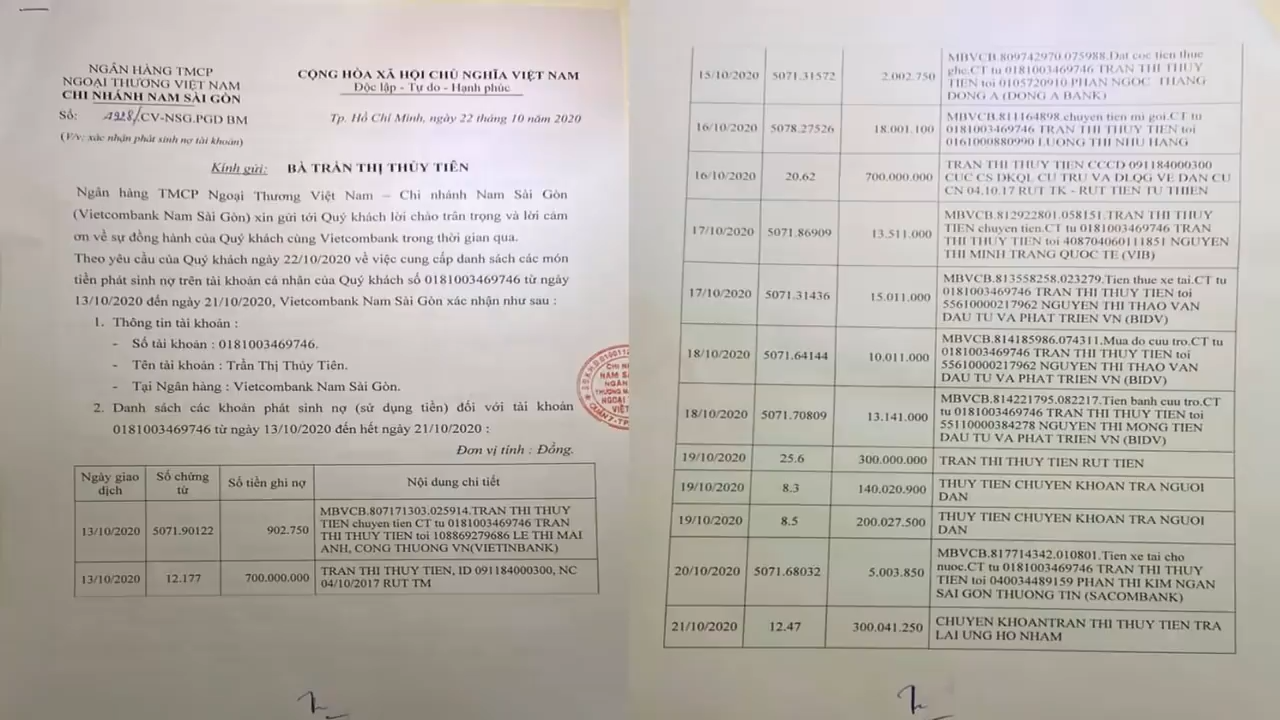 NGÂN HÀNG TMCP
NGOẠI THƯƠNG VIỆT NAM
CHI NHÁNH NAM SÀI GÒN
Số: 1928/CV-NSG.PGD BM
(V/v: xác nhận phát sinh nợ tài khoản)
CỘNG HÒA XÃ HỘI CHỦ NGHĨA VIỆT NAM
Độc lập - Tự do - Hạnh phúc
Tp. Hồ Chí Minh, ngày 22 tháng 10 năm 2020
Kính gửi: BÀ TRẦN THỊ THỦY TIÊN
Ngân hàng TMCP Ngoại Thương Việt Nam – Chi nhánh Nam Sài Gòn
(Vietcombank Nam Sài Gòn) xin gửi tới Quý khách lời chào trân trọng và lời cảm
ơn về sự đồng hành của Quý khách cùng Vietcombank trong thời gian qua.
Theo yêu cầu của Quý khách ngày 22/10/2020 về việc cung cấp danh sách các món
tiền phát sinh nợ trên tài khoản cá nhân của Quý khách số 0181003469746 từ ngày
13/10/2020 đến ngày 21/10/2020, Vietcombank Nam Sài Gòn xác nhận như sau :
1. Thông tin tài khoản :
- Số tài khoản : 0181003469746.
- Tên tài khoản : Trần Thị Thủy Tiên.
- Tại Ngân hàng : Vietcombank Nam Sài Gòn.
2. Danh sách các khoản phát sinh nợ (sử dụng tiền) đối với tài khoản
0181003469746 từ ngày 13/10/2020 đến hết ngày 21/10/2020 :
Đơn vị tính : Đồng.
Ngày giao dịch Số chứng từ Số tiền ghi nợ Nội dung chi tiết
13/10/2020 5071.90122 902.750 MBVCB.807171303.025914.TRAN THI THUY
TIEN chuyen tien CT tu 0181003469746 TRAN
THI THUY TIEN toi 108869279686 LE THI MAI
ANH, CONG THUONG VN(VIETINBANK)
13/10/2020 12.177 700.000.000 TRAN THI THUY TIEN, ID 091184000300, NC
04/10/2017 RUT TM
15/10/2020 5071.31572 2.002.750 MBVCB.809742970.075988.Dat coc tien thue
ghe.CT tu 0181003469746 TRAN THI THUY
TIEN toi 0105720910 PHAN NGOC THANG
DONG A (DONG A BANK)
16/10/2020 5078.27526 18.001.100 MBVCB.811164898.chuyen tien mi goi.CT tu
0181003469746 TRAN THI THUY TIEN toi
0161000880990 LUONG THI NHU HANG
16/10/2020 20.62 700.000.000 TRAN THI THUY TIEN CCCD 091184000300
CUC CS DKQL CU TRU VA DLQG VE DAN CU
CN 04.10.17 RUT TK - RUT TIEN TU THIEN
17/10/2020 5071.86909 13.511.000 MBVCB.812922801.058151.TRAN THI THUY
TIEN chuyen tien.CT tu 0181003469746 TRAN
THI THUY TIEN toi 408704060111851 NGUYEN
THI MINH TRANG QUOC TE (VIB)
17/10/2020 5071.31436 15.011.000 MBVCB.813558258.023279.Tien thue xe tai.CT tu
0181003469746 TRAN THI THUY TIEN toi
55610000217962 NGUYEN THI THAO VAN
DAU TU VA PHAT TRIEN VN (BIDV)
18/10/2020 5071.64144 10.011.000 MBVCB.814185986.074311.Mua do cuu tro.CT tu
0181003469746 TRAN THI THUY TIEN toi
55610000217962 NGUYEN THI THAO VAN
DAU TU VA PHAT TRIEN VN (BIDV)
18/10/2020 5071.70809 13.141.000 MBVCB.814221795.082217.Tien banh cuu tro.CT
tu 0181003469746 TRAN THI THUY TIEN toi
55110000384278 NGUYEN THI MONG TIEN
DAU TU VA PHAT TRIEN VN (BIDV)
19/10/2020 25.6 300.000.000 TRAN THI THUY TIEN RUT TIEN
19/10/2020 8.3 140.020.900 THUY TIEN CHUYEN KHOAN TRA NGUOI
DAN
19/10/2020 8.5 200.027.500 THUY TIEN CHUYEN KHOAN TRA NGUOI
DAN
20/10/2020 5071.68032 5.003.850 MBVCB.817714342.010801.Tien xe tai cho
nuoc.CT tu 0181003469746 TRAN THI THUY
TIEN toi 040034489159 PHAN THI KIM NGAN
SAI GON THUONG TIN (SACOMBANK)
21/10/2020 12.47 300.041.250 CHUYEN KHOANTRAN THI THUY TIEN TRA
LAI UNG HO NHAM